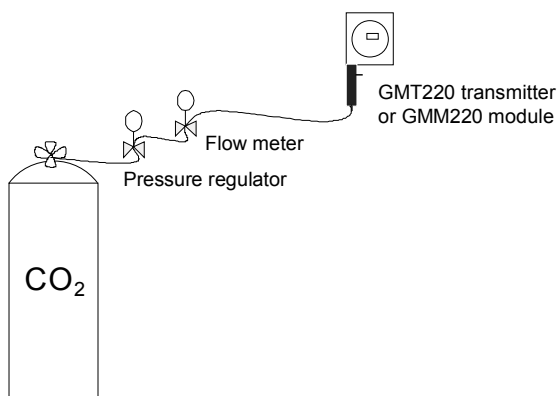 GMT220 transmitter
or GMM220 module
Flow meter
Pressure regulator
CO₂